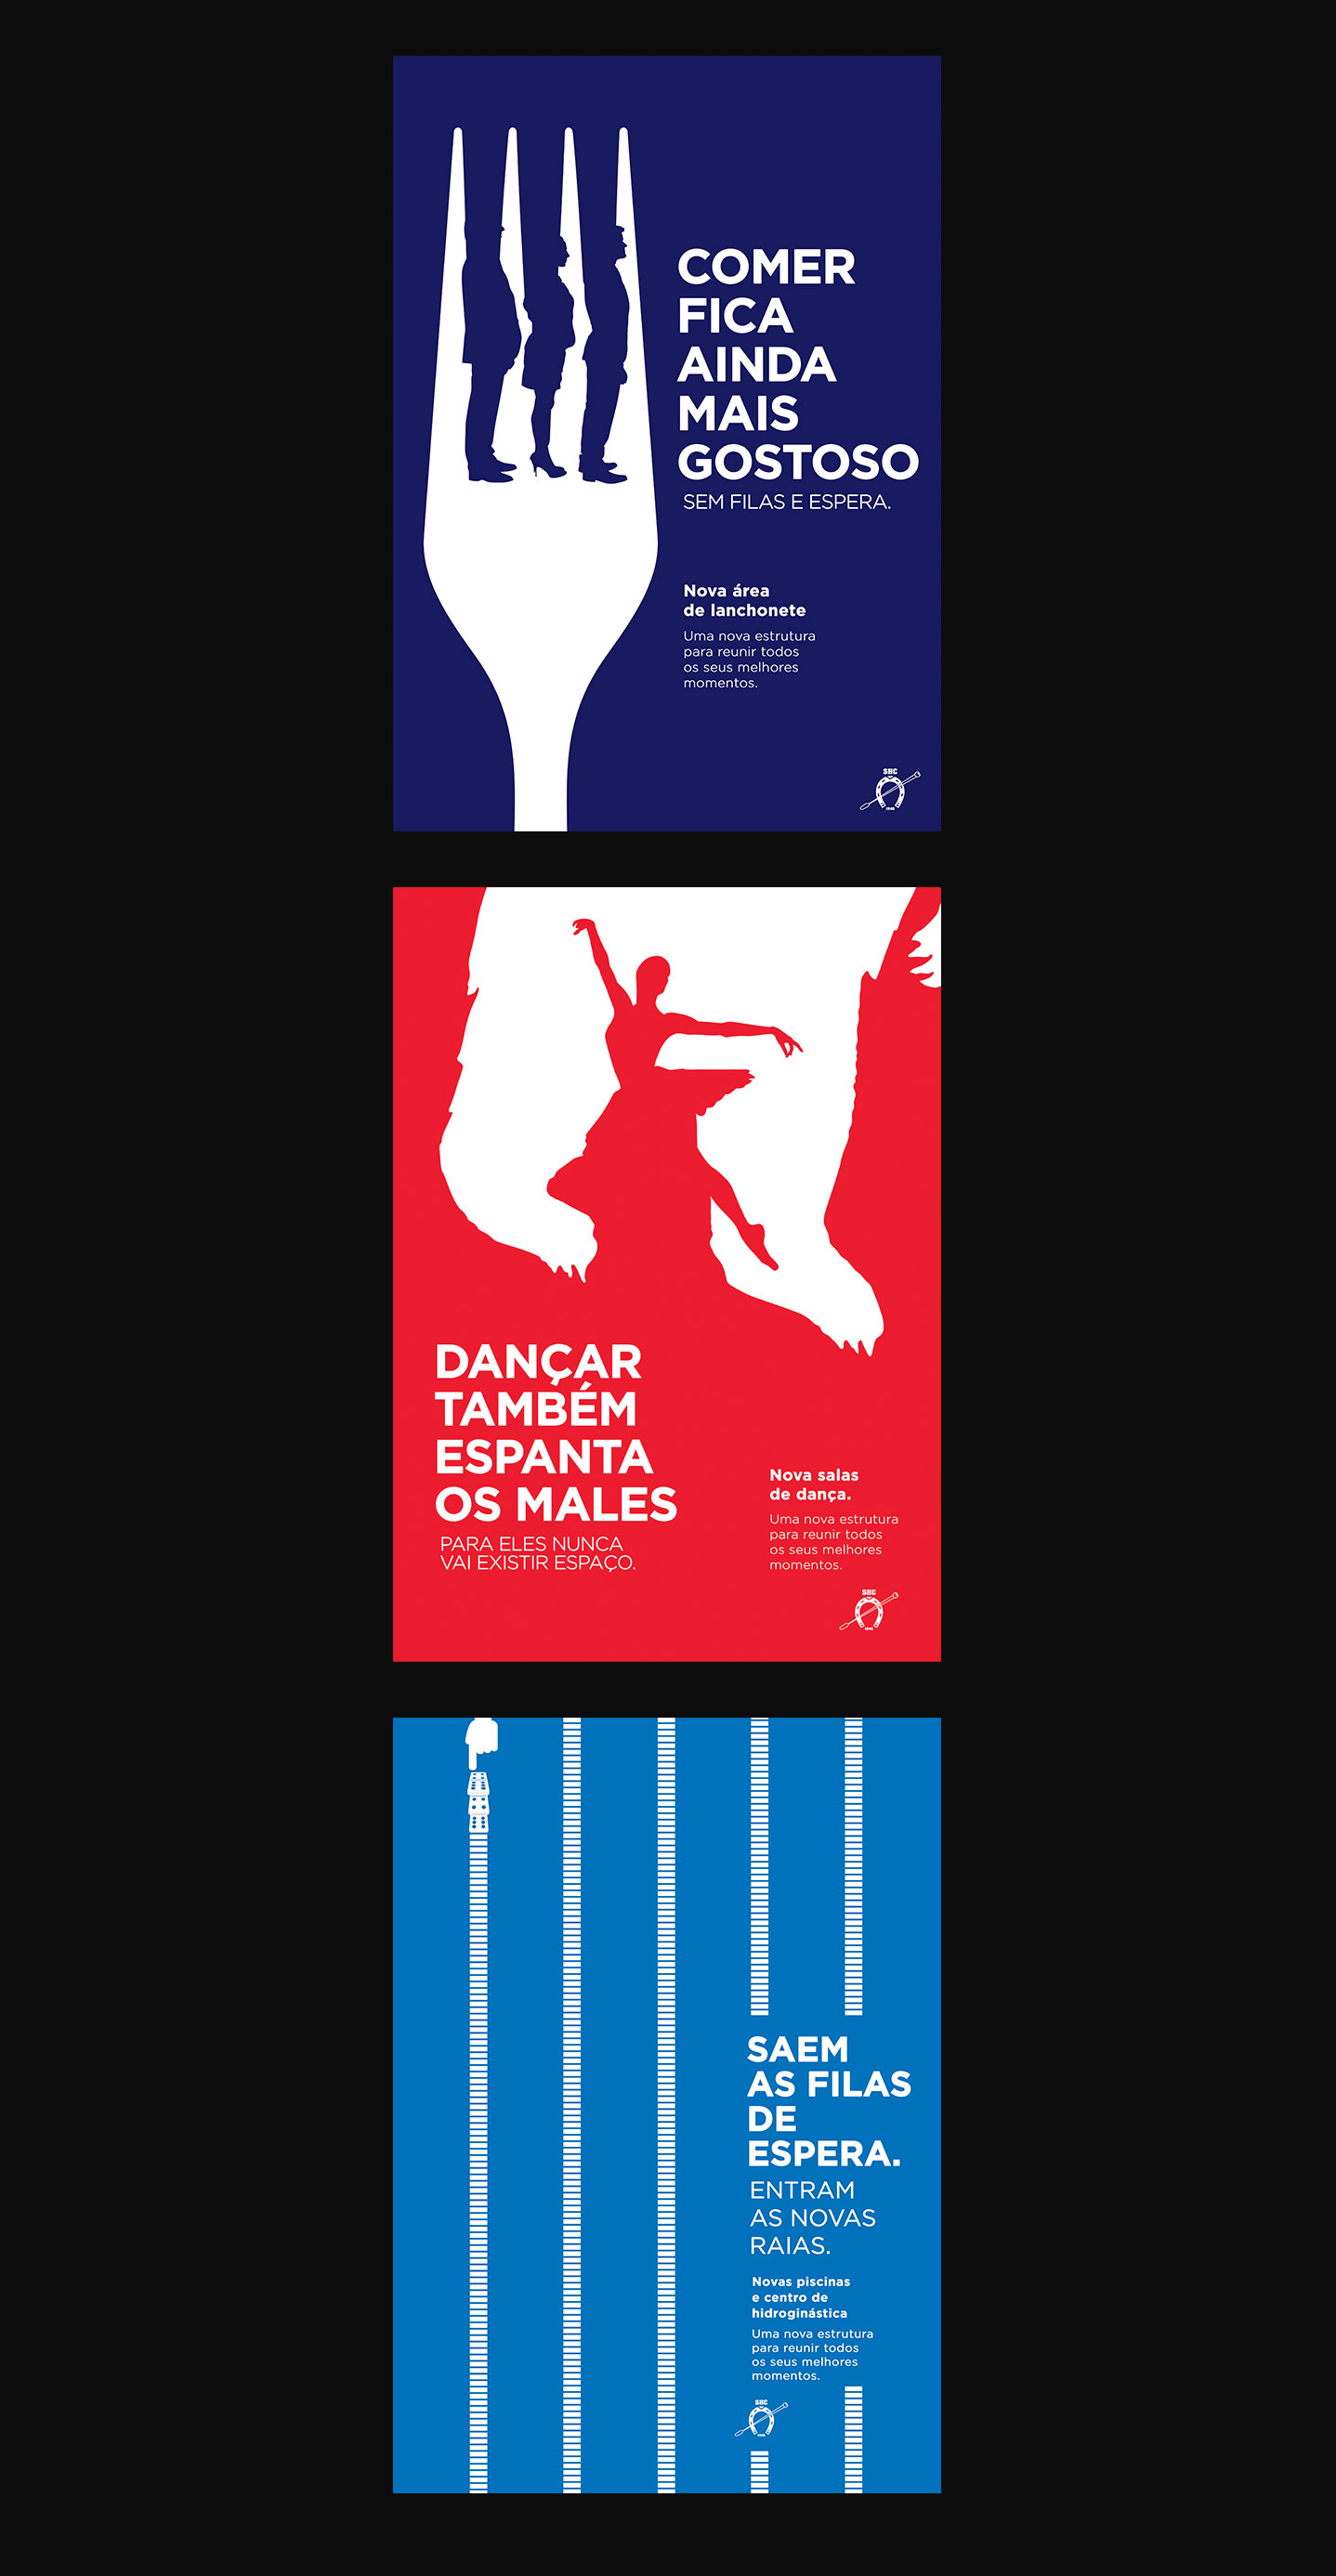 COMER
FICA
AINDA
MAIS
GOSTOSO
SEM FILAS E ESPERA.
Nova área
de lanchonete
Uma nova estrutura
para reunir todos
os seus melhores
momentos.
SHC
DANÇAR
TAMBÉM
ESPANTA
OS MALES
PARA ELES NUNCA
VAI EXISTIR ESPAÇO.
Nova salas
de dança.
Uma nova estrutura
para reunir todos
os seus melhores
momentos.
SHC
SAEM
AS FILAS
DE
ESPERA.
ENTRAM
AS NOVAS
RAIAS.
Novas piscinas
e centro de
hidroginástica
Uma nova estrutura
para reunir todos
os seus melhores
momentos.
SHC